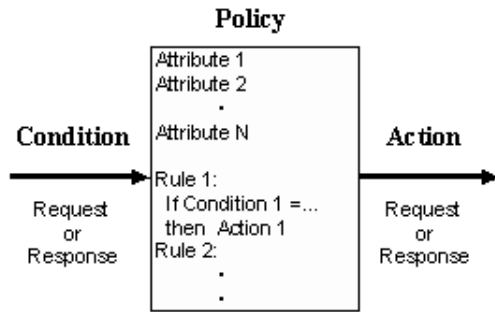 Policy
Attribute 1
Attribute 2
.
Attribute N
Condition
Action
Rule 1:
If Condition 1 =...
then Action 1
Rule 2:
.
.
Request
or
Response
Request
or
Response